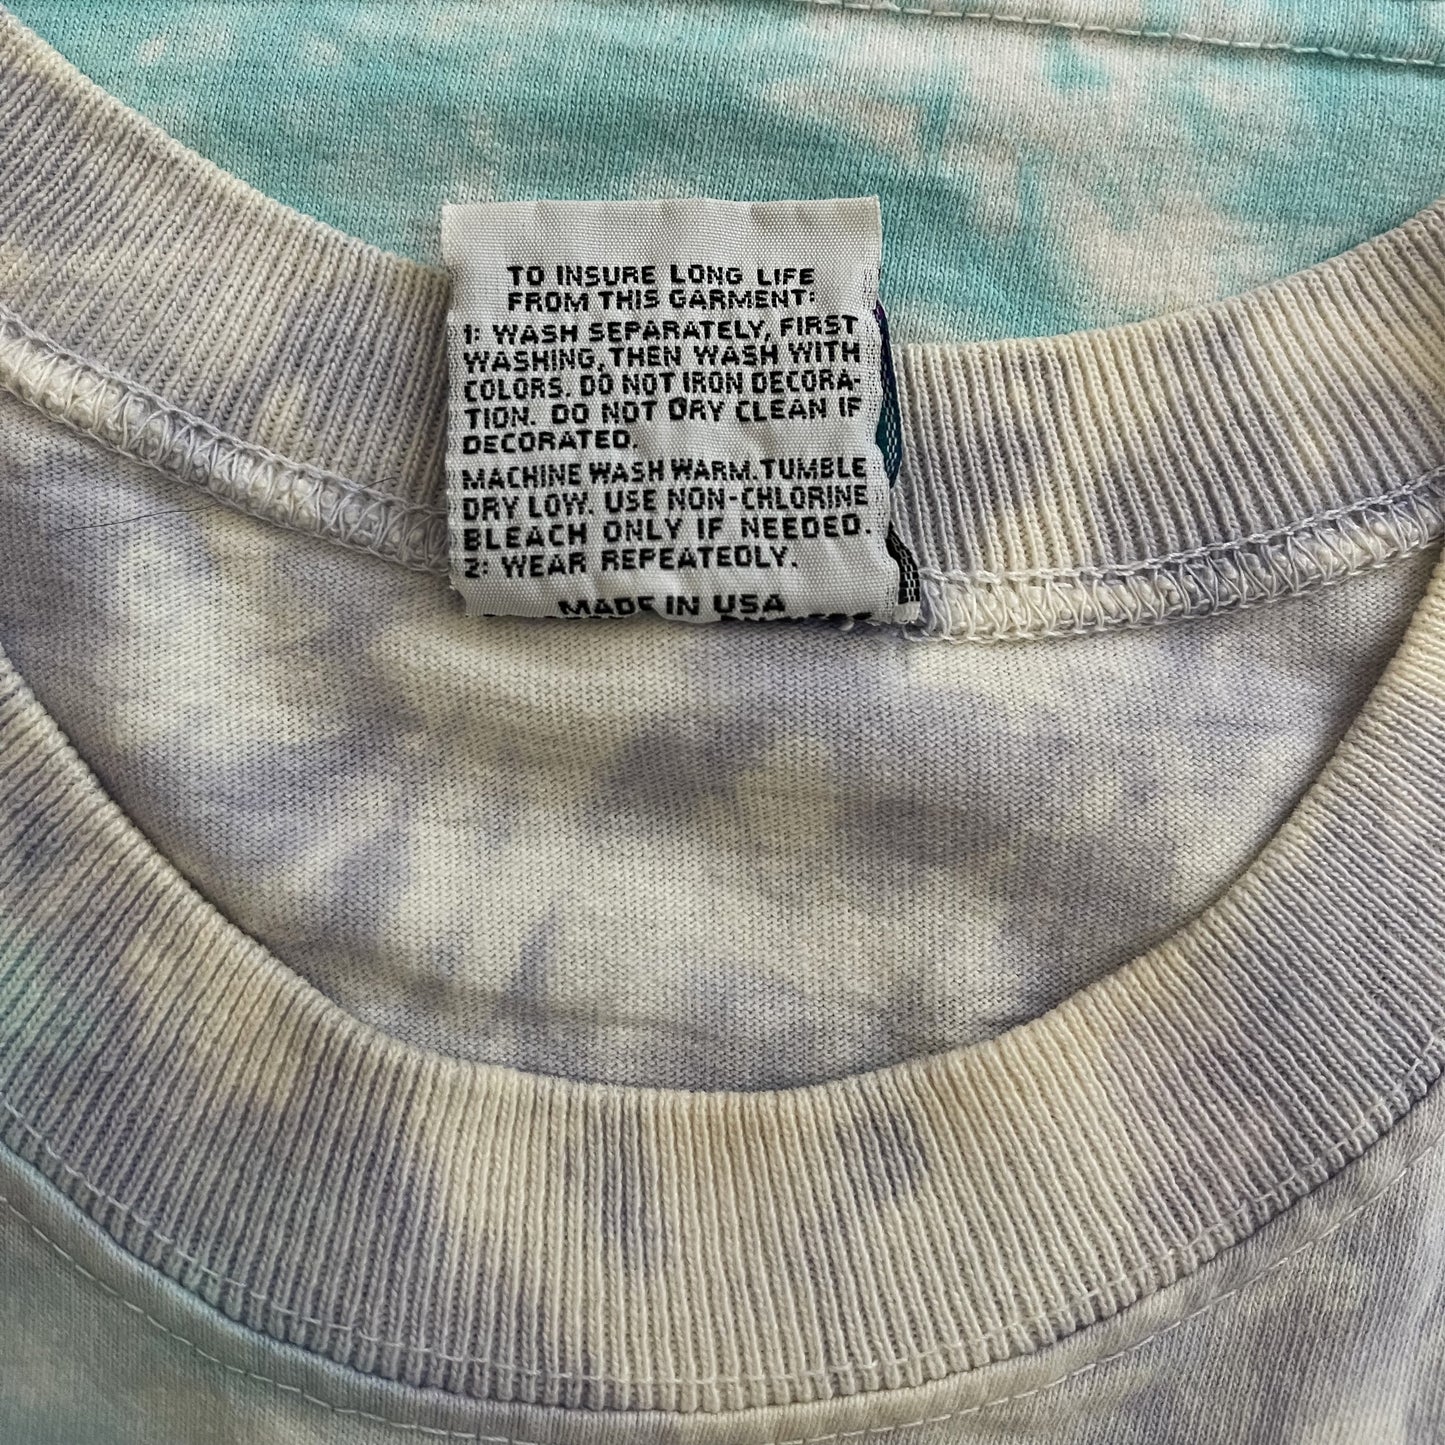 TO INSURE LONG LIFE
FROM THIS GARMENT:
1: WASH SEPARATELY, FIRST
WASHING, THEN WASH WITH
COLORS. DO NOT IRON DECORA-
TION. DO NOT DRY CLEAN IF
DECORATED.
MACHINE WASH WARM. TUMBLE
DRY LOW. USE NON-CHLORINE
BLEACH ONLY IF NEEDED.
2: WEAR REPEATEDLY.
MADE IN USA